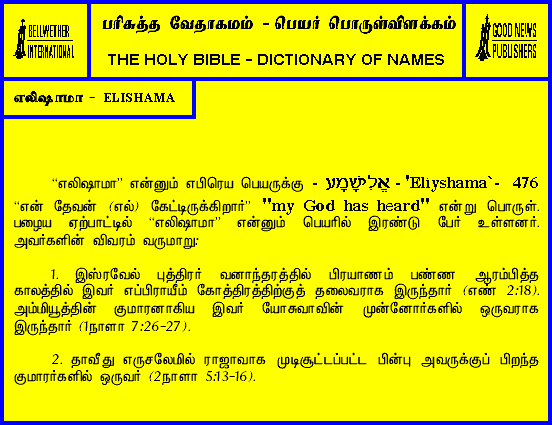 BELLWETHER
INTERNATIONAL
பரிசுத்த வேதாகமம் - பெயர் பொருள்விளக்கம்
THE HOLY BIBLE - DICTIONARY OF NAMES
GOOD NEWS
PUBLISHERS
எலிஷாமா - ELISHAMA
“எலிஷாமா” என்னும் எபிரெய பெயருக்கு - אֱלִישָׁמָע - 'Eliyshama`- 476
“என் தேவன் (எல்) கேட்டிருக்கிறார்” "my God has heard" என்று பொருள்.
பழைய ஏற்பாட்டில் “எலிஷாமா” என்னும் பெயரில் இரண்டு பேர் உள்ளனர்.
அவர்களின் விவரம் வருமாறு:
1. இஸ்ரவேல் புத்திரர் வனாந்தரத்தில் பிரயாணம் பண்ண ஆரம்பித்த
காலத்தில் இவர் எப்பிராயீம் கோத்திரத்திற்குத் தலைவராக இருந்தார் (எண் 2:18).
அம்மியூத்தின் குமாரனாகிய இவர் யோசுவாவின் முன்னோர்களில் ஒருவராக
இருந்தார் (1நாளா 7:26-27).
2. தாவீது எருசலேமில் ராஜாவாக முடிசூட்டப்பட்ட பின்பு அவருக்குப் பிறந்த
குமாரர்களில் ஒருவர் (2நாளா 5:13-16).